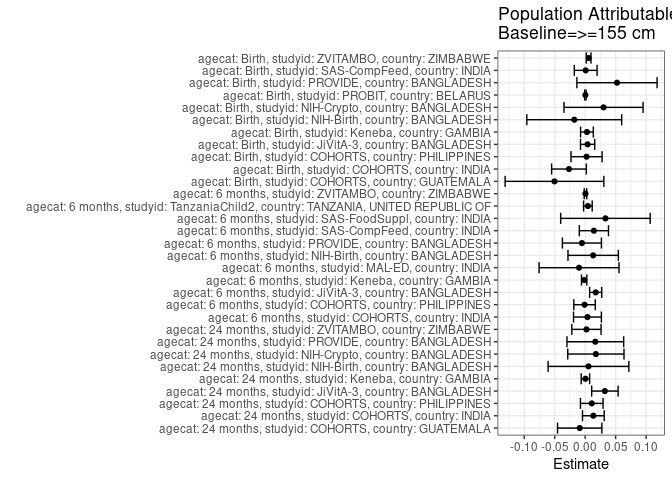 Population Attributable
Baseline=>=155 cm
agecat: Birth, studyid: ZVITAMBO, country: ZIMBABWE
agecat: Birth, studyid: SAS-CompFeed, country: INDIA
agecat: Birth, studyid: PROVIDE, country: BANGLADESH
agecat: Birth, studyid: PROBIT, country: BELARUS
agecat: Birth, studyid: NIH-Crypto, country: BANGLADESH
agecat: Birth, studyid: NIH-Birth, country: BANGLADESH
agecat: Birth, studyid: Keneba, country: GAMBIA
agecat: Birth, studyid: JiVitA-3, country: BANGLADESH
agecat: Birth, studyid: COHORTS, country: PHILIPPINES
agecat: Birth, studyid: COHORTS, country: INDIA
agecat: Birth, studyid: COHORTS, country: GUATEMALA
agecat: 6 months, studyid: ZVITAMBO, country: ZIMBABWE
agecat: 6 months, studyid: TanzaniaChild2, country: TANZANIA, UNITED REPUBLIC OF
agecat: 6 months, studyid: SAS-FoodSuppl, country: INDIA
agecat: 6 months, studyid: SAS-CompFeed, country: INDIA
agecat: 6 months, studyid: PROVIDE, country: BANGLADESH
agecat: 6 months, studyid: NIH-Birth, country: BANGLADESH
agecat: 6 months, studyid: MAL-ED, country: INDIA
agecat: 6 months, studyid: Keneba, country: GAMBIA
agecat: 6 months, studyid: JiVitA-3, country: BANGLADESH
agecat: 6 months, studyid: COHORTS, country: PHILIPPINES
agecat: 6 months, studyid: COHORTS, country: INDIA
agecat: 24 months, studyid: ZVITAMBO, country: ZIMBABWE
agecat: 24 months, studyid: PROVIDE, country: BANGLADESH
agecat: 24 months, studyid: NIH-Crypto, country: BANGLADESH
agecat: 24 months, studyid: NIH-Birth, country: BANGLADESH
agecat: 24 months, studyid: Keneba, country: GAMBIA
agecat: 24 months, studyid: JiVitA-3, country: BANGLADESH
agecat: 24 months, studyid: COHORTS, country: PHILIPPINES
agecat: 24 months, studyid: COHORTS, country: INDIA
agecat: 24 months, studyid: COHORTS, country: GUATEMALA
-0.10 -0.05 0.00 0.05 0.10
Estimate